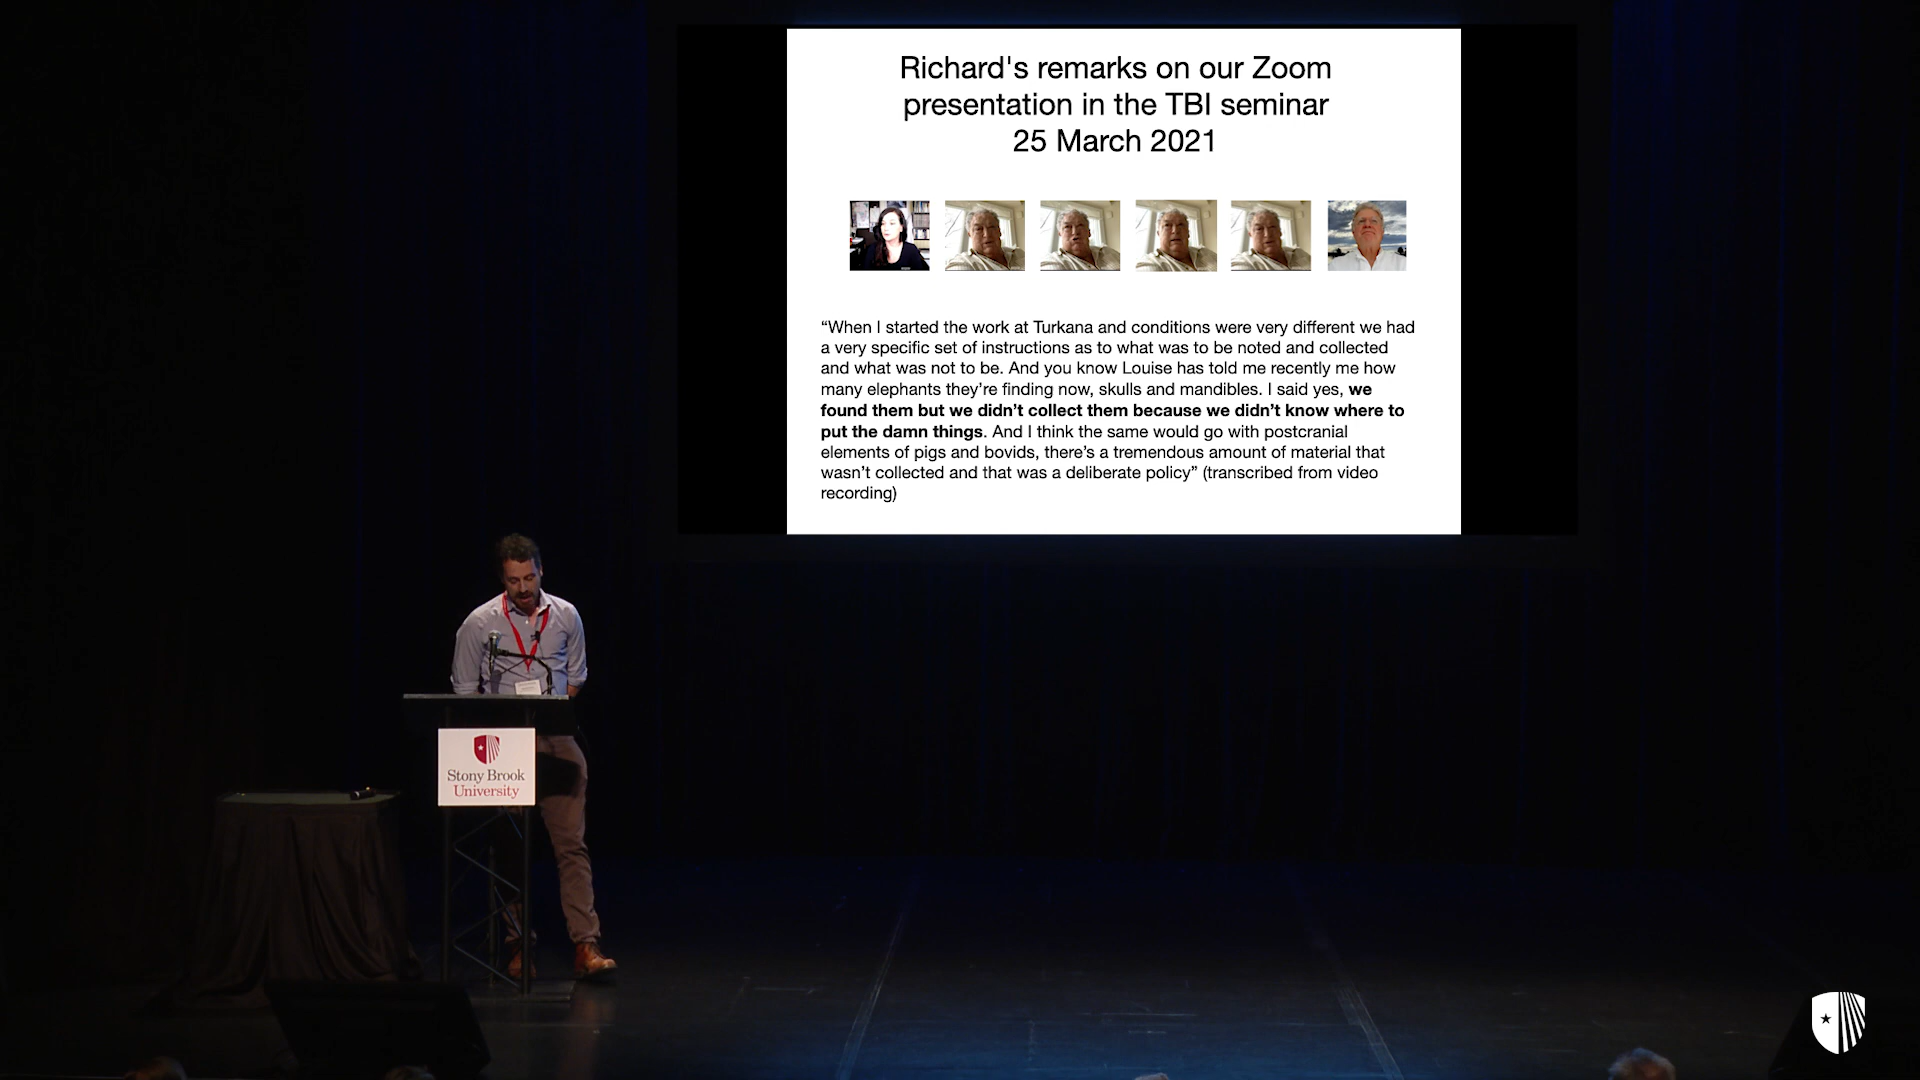 Richard's remarks on our Zoom
presentation in the TBI seminar
25 March 2021
“When I started the work at Turkana and conditions were very different we had
a very specific set of instructions as to what was to be noted and collected
and what was not to be. And you know Louise has told me recently me how
many elephants they’re finding now, skulls and mandibles. I said yes, we
found them but we didn’t collect them because we didn’t know where to
put the damn things. And I think the same would go with postcranial
elements of pigs and bovids, there’s a tremendous amount of material that
wasn’t collected and that was a deliberate policy” (transcribed from video
recording)
Stony Brook
University